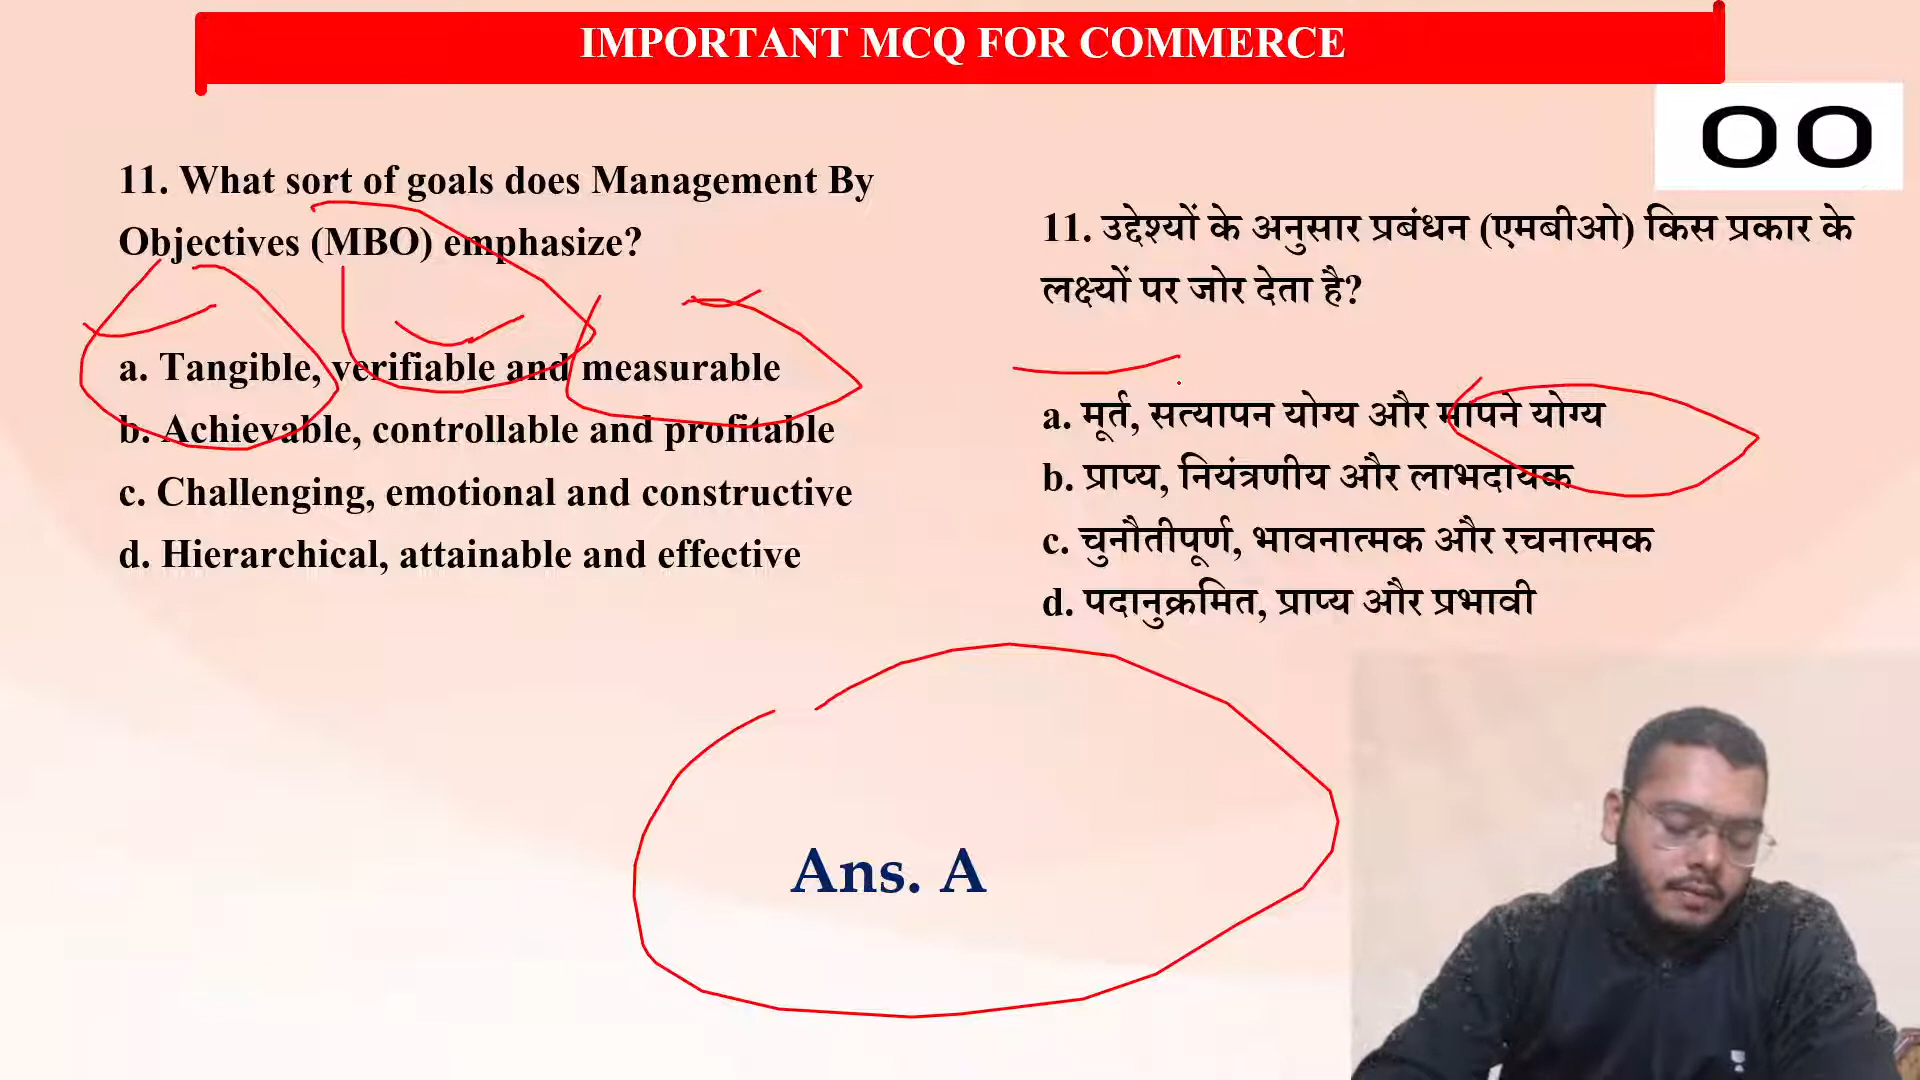 IMPORTANT MCQ FOR COMMERCE
00
11. What sort of goals does Management By
Objectives (MBO) emphasize?
a. Tangible, verifiable and measurable
b. Achievable, controllable and profitable
c. Challenging, emotional and constructive
d. Hierarchical, attainable and effective
11. उद्देश्यों के अनुसार प्रबंधन (एमबीओ) किस प्रकार के
लक्ष्यों पर जोर देता है?
a. मूर्त, सत्यापन योग्य और मापने योग्य
b. प्राप्य, नियंत्रणीय और लाभदायक
c. चुनौतीपूर्ण, भावनात्मक और रचनात्मक
d. पदानुक्रमित, प्राप्य और प्रभावी
Ans. A